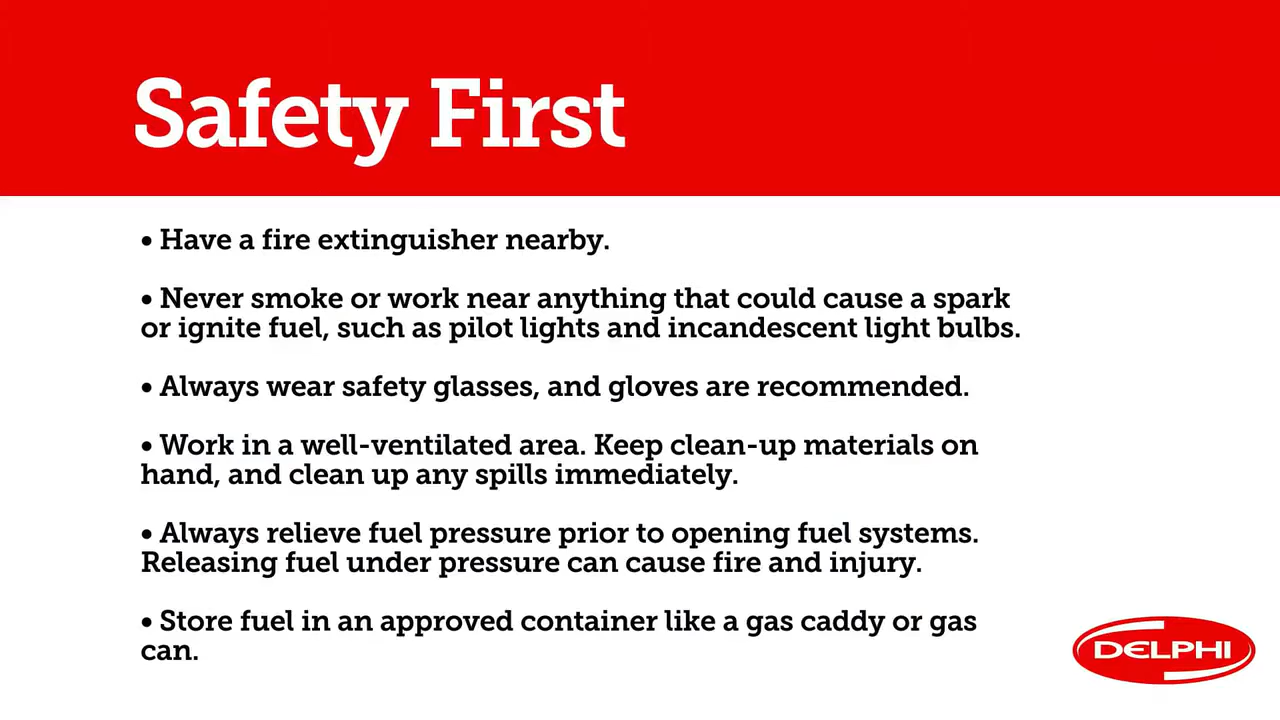 Safety First
• Have a fire extinguisher nearby.
• Never smoke or work near anything that could cause a spark
or ignite fuel, such as pilot lights and incandescent light bulbs.
• Always wear safety glasses, and gloves are recommended.
• Work in a well-ventilated area. Keep clean-up materials on
hand, and clean up any spills immediately.
• Always relieve fuel pressure prior to opening fuel systems.
Releasing fuel under pressure can cause fire and injury.
• Store fuel in an approved container like a gas caddy or gas
can.
DELPHI